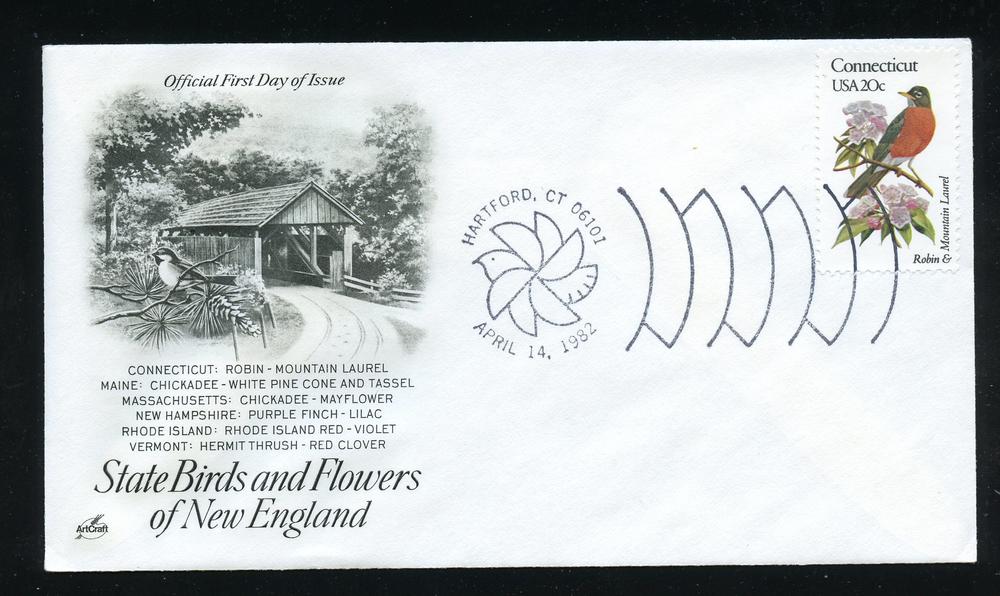 Official First Day of Issue
CONNECTICUT: ROBIN - MOUNTAIN LAUREL
MAINE: CHICKADEE - WHITE PINE CONE AND TASSEL
MASSACHUSETTS: CHICKADEE - MAYFLOWER
NEW HAMPSHIRE: PURPLE FINCH - LILAC
RHODE ISLAND: RHODE ISLAND RED - VIOLET
VERMONT: HERMIT THRUSH - RED CLOVER
State Birds and Flowers
of New England
ArtCraft
HARTFORD, CT 06101
APRIL 14, 1982
Connecticut
USA 20c
Robin &
Mountain Laurel